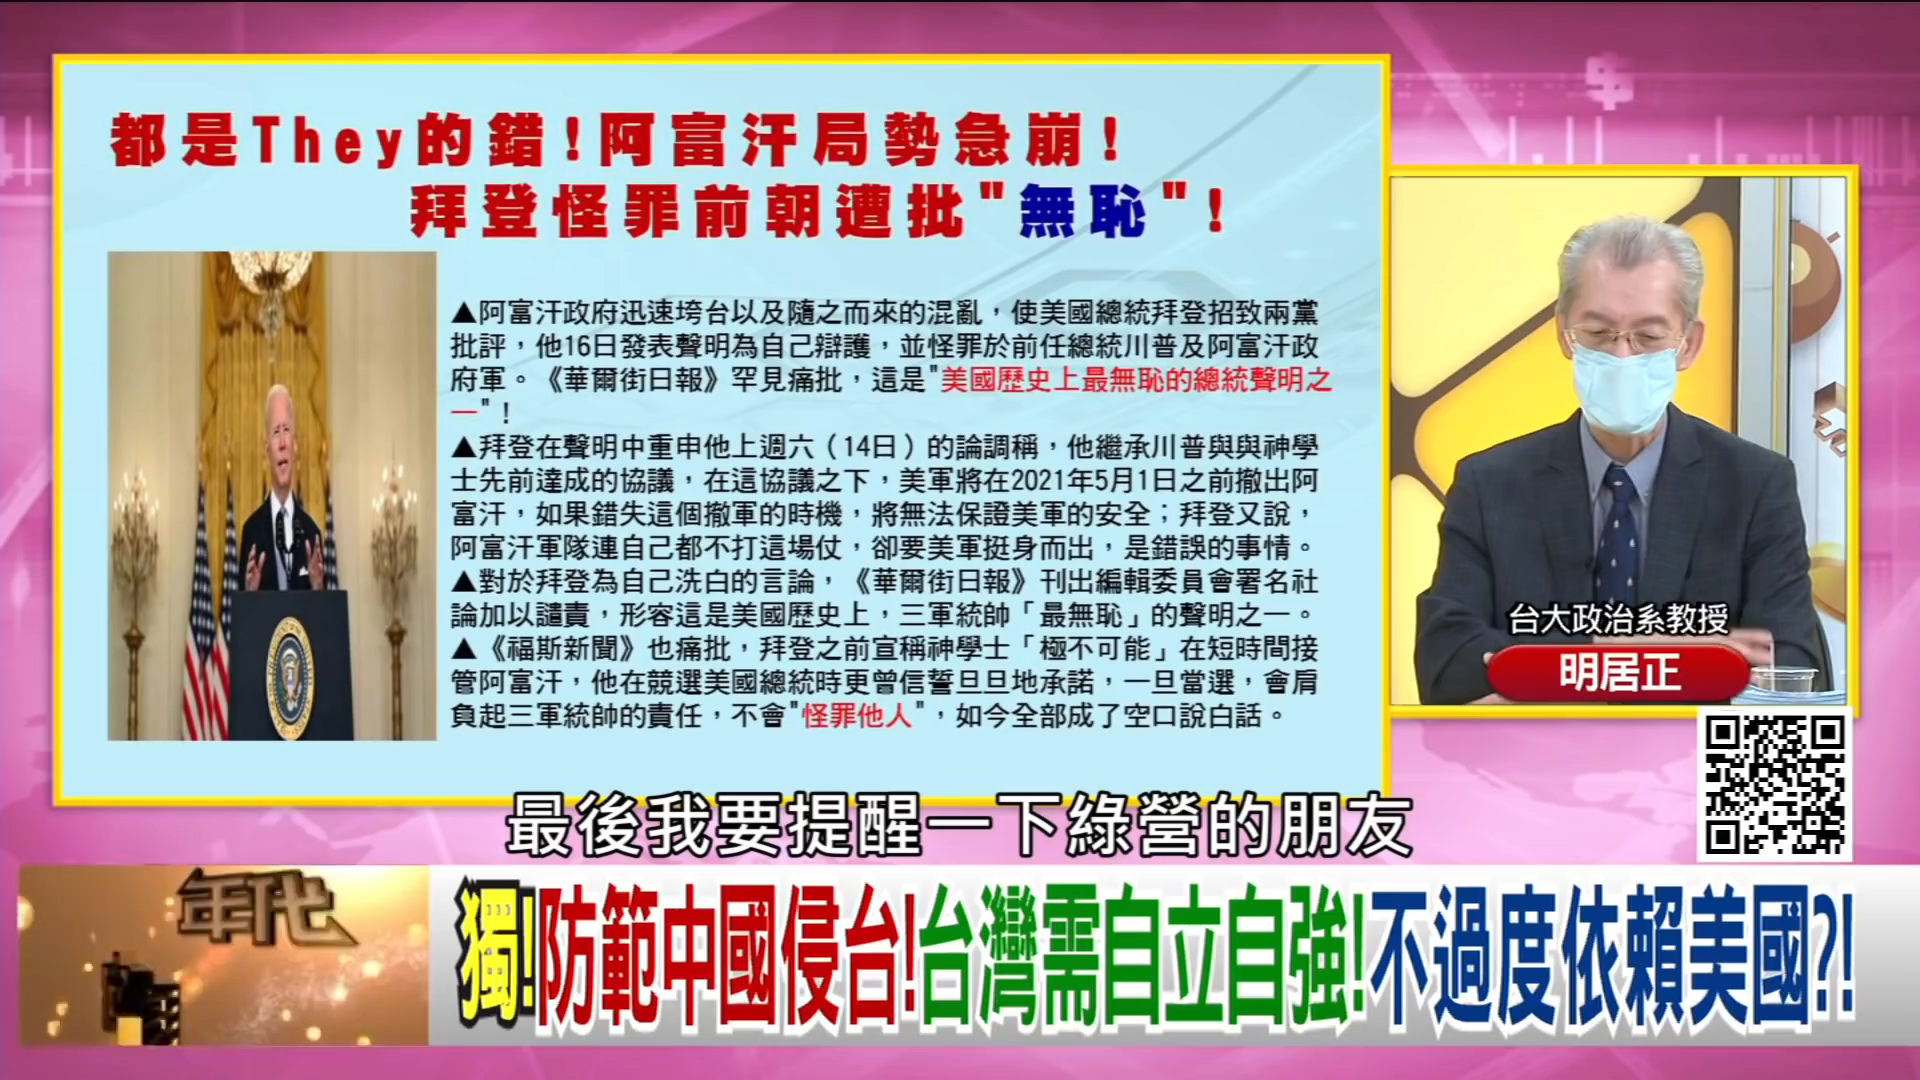 都是They的錯!阿富汗局勢急崩!
拜登怪罪前朝遭批"無恥"!
▲阿富汗政府迅速垮台以及隨之而來的混亂，使美國總統拜登招致兩黨
批評，他16日發表聲明為自己辯護，並怪罪於前任總統川普及阿富汗政
府軍。《華爾街日報》罕見痛批，這是"美國歷史上最無恥的總統聲明之
一"！
▲拜登在聲明中重申他上週六（14日）的論調稱，他繼承川普與與神學
士先前達成的協議，在這協議之下，美軍將在2021年5月1日之前撤出阿
富汗，如果錯失這個撤軍的時機，將無法保證美軍的安全；拜登又說，
阿富汗軍隊連自己都不打這場仗，卻要美軍挺身而出，是錯誤的事情。
▲對於拜登為自己洗白的言論，《華爾街日報》刊出編輯委員會署名社
論加以譴責，形容這是美國歷史上，三軍統帥「最無恥」的聲明之一。
▲《福斯新聞》也痛批，拜登之前宣稱神學士「極不可能」在短時間接
管阿富汗，他在競選美國總統時更曾信誓旦旦地承諾，一旦當選，會肩
負起三軍統帥的責任，不會"怪罪他人"，如今全部成了空口說白話。
台大政治系教授
明居正
最後我要提醒一下綠營的朋友
年代
獨!防範中國侵台!台灣需自立自強!不過度依賴美國?!